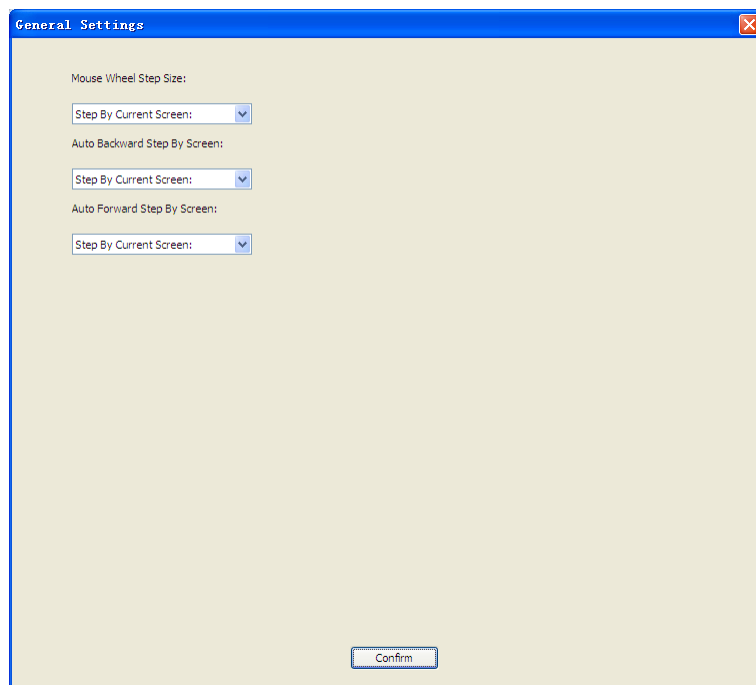 General Settings
Mouse Wheel Step Size:
Step By Current Screen:
Auto Backward Step By Screen:
Step By Current Screen:
Auto Forward Step By Screen:
Step By Current Screen:
Confirm